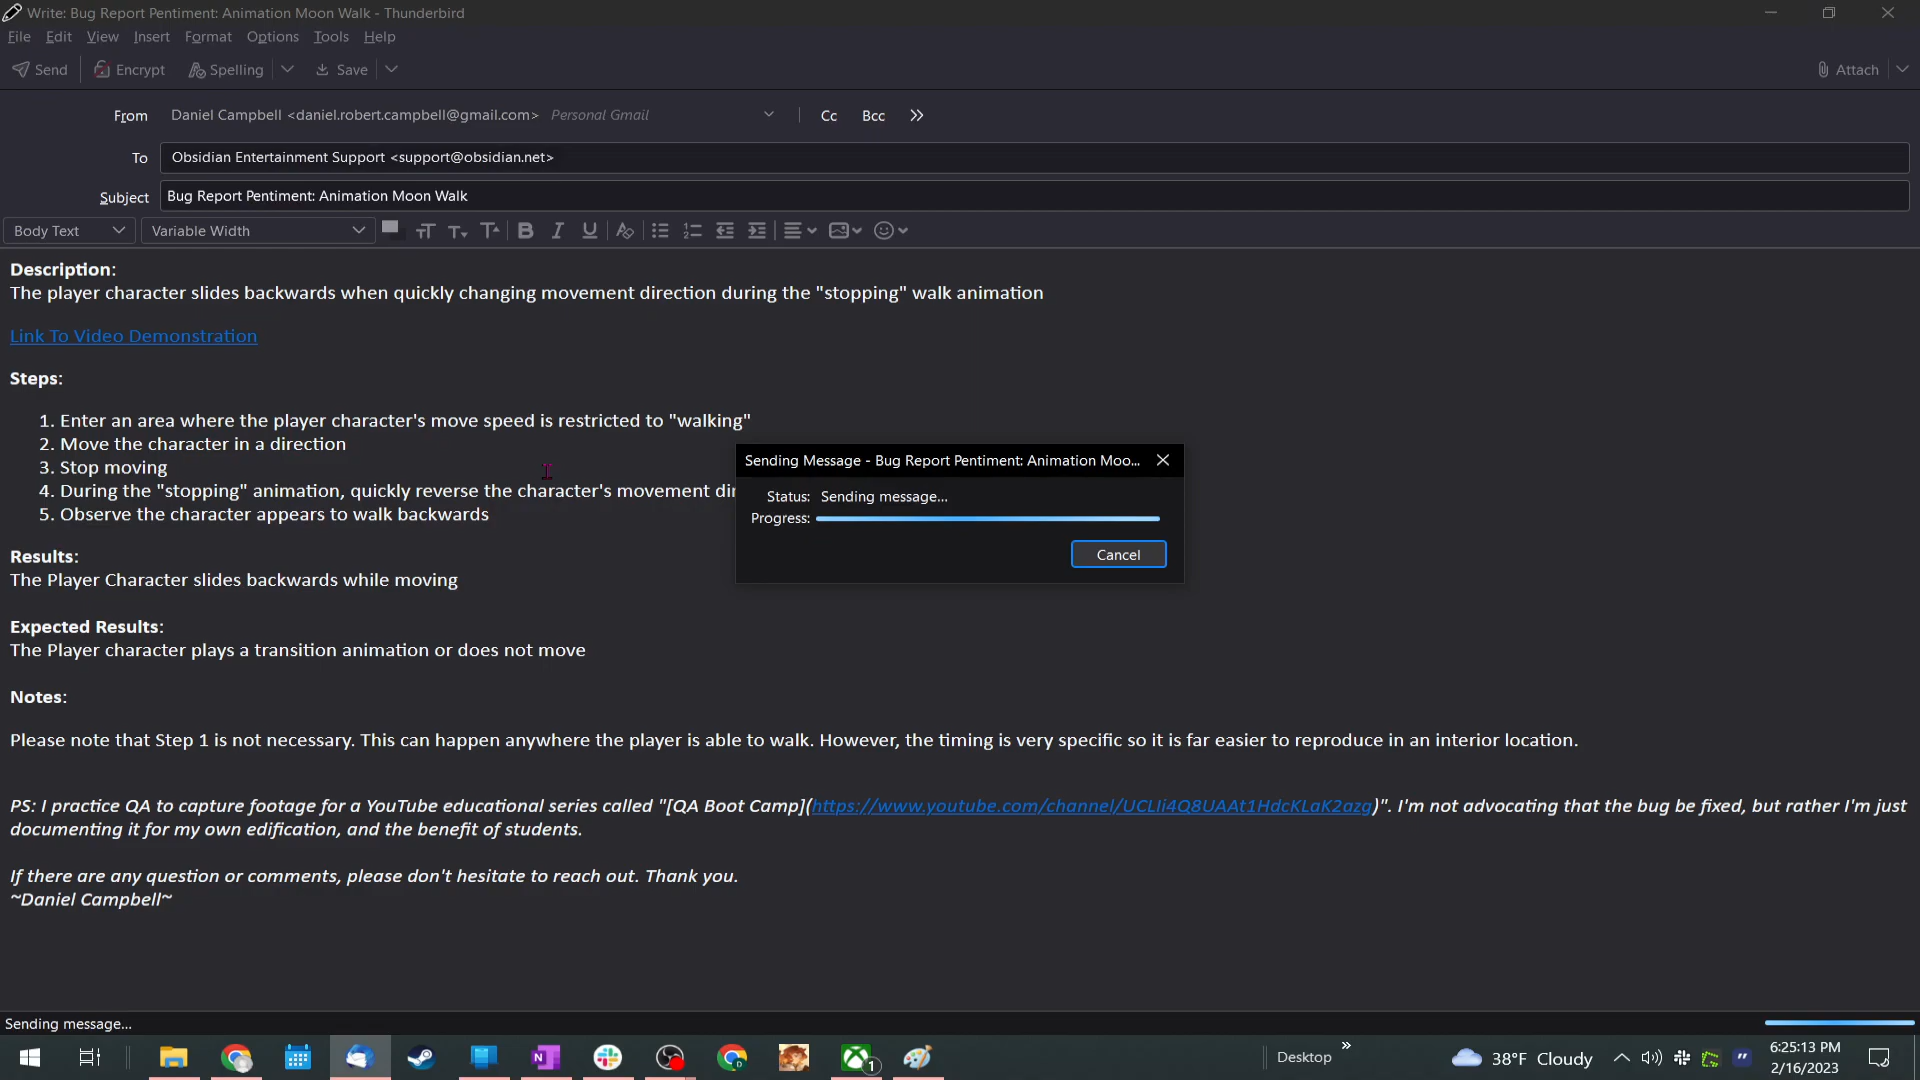 Write: Bug Report Pentiment: Animation Moon Walk - Thunderbird
File Edit View Insert Format Options Tools Help
Send Encrypt Spelling Save Attach
From Daniel Campbell <daniel.robert.campbell@gmail.com> Personal Gmail Cc Bcc
To Obsidian Entertainment Support <support@obsidian.net>
Subject Bug Report Pentiment: Animation Moon Walk
Body Text Variable Width
Description:
The player character slides backwards when quickly changing movement direction during the "stopping" walk animation
Link To Video Demonstration
Steps:
1. Enter an area where the player character's move speed is restricted to "walking"
2. Move the character in a direction
3. Stop moving
4. During the "stopping" animation, quickly reverse the character's movement dir
5. Observe the character appears to walk backwards
Sending Message - Bug Report Pentiment: Animation Moo...
Status: Sending message...
Progress:
Cancel
Results:
The Player Character slides backwards while moving
Expected Results:
The Player character plays a transition animation or does not move
Notes:
Please note that Step 1 is not necessary. This can happen anywhere the player is able to walk. However, the timing is very specific so it is far easier to reproduce in an interior location.
PS: I practice QA to capture footage for a YouTube educational series called "[QA Boot Camp](https://www.youtube.com/channel/UCLIi4Q8UAAt1HdcKLaK2azg)". I'm not advocating that the bug be fixed, but rather I'm just
documenting it for my own edification, and the benefit of students.
If there are any question or comments, please don't hesitate to reach out. Thank you.
~Daniel Campbell~
Sending message...
1 Desktop 38°F Cloudy 6:25:13 PM
2/16/2023